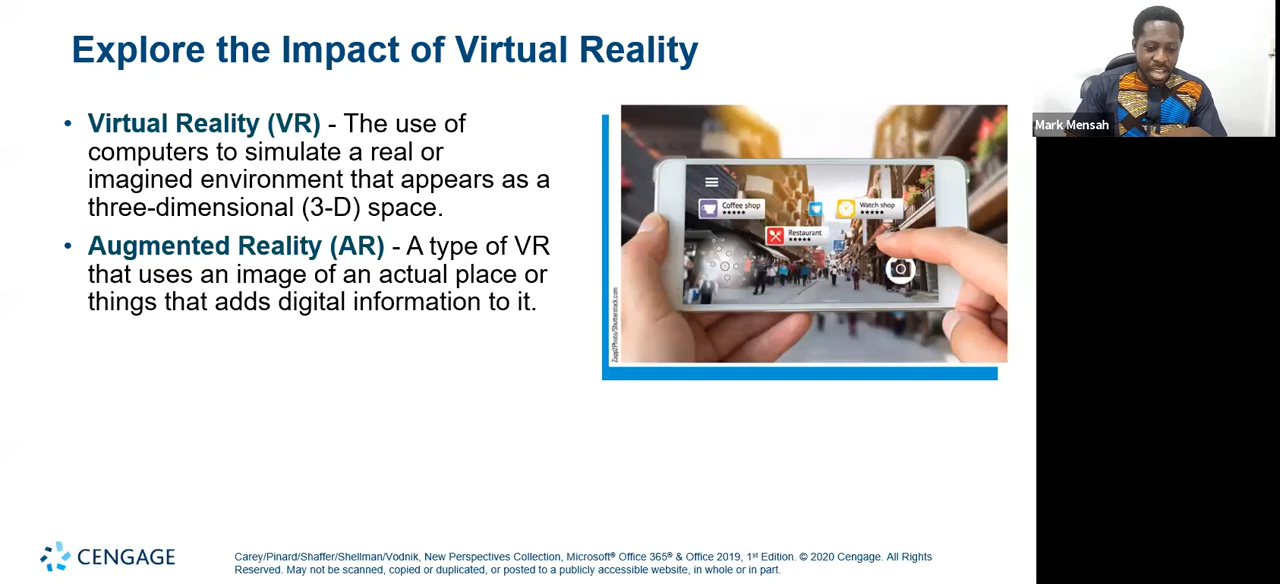 Explore the Impact of Virtual Reality
• Virtual Reality (VR) - The use of
computers to simulate a real or
imagined environment that appears as a
three-dimensional (3-D) space.
• Augmented Reality (AR) - A type of VR
that uses an image of an actual place or
things that adds digital information to it.
Coffee shop
Watch shop
Restaurant
Zapp2Photo/Shutterstock.com
Mark Mensah
CENGAGE
Carey/Pinard/Shaffer/Shellman/Vodnik, New Perspectives Collection, Microsoft® Office 365® & Office 2019, 1st Edition. © 2020 Cengage. All Rights
Reserved. May not be scanned, copied or duplicated, or posted to a publicly accessible website, in whole or in part.